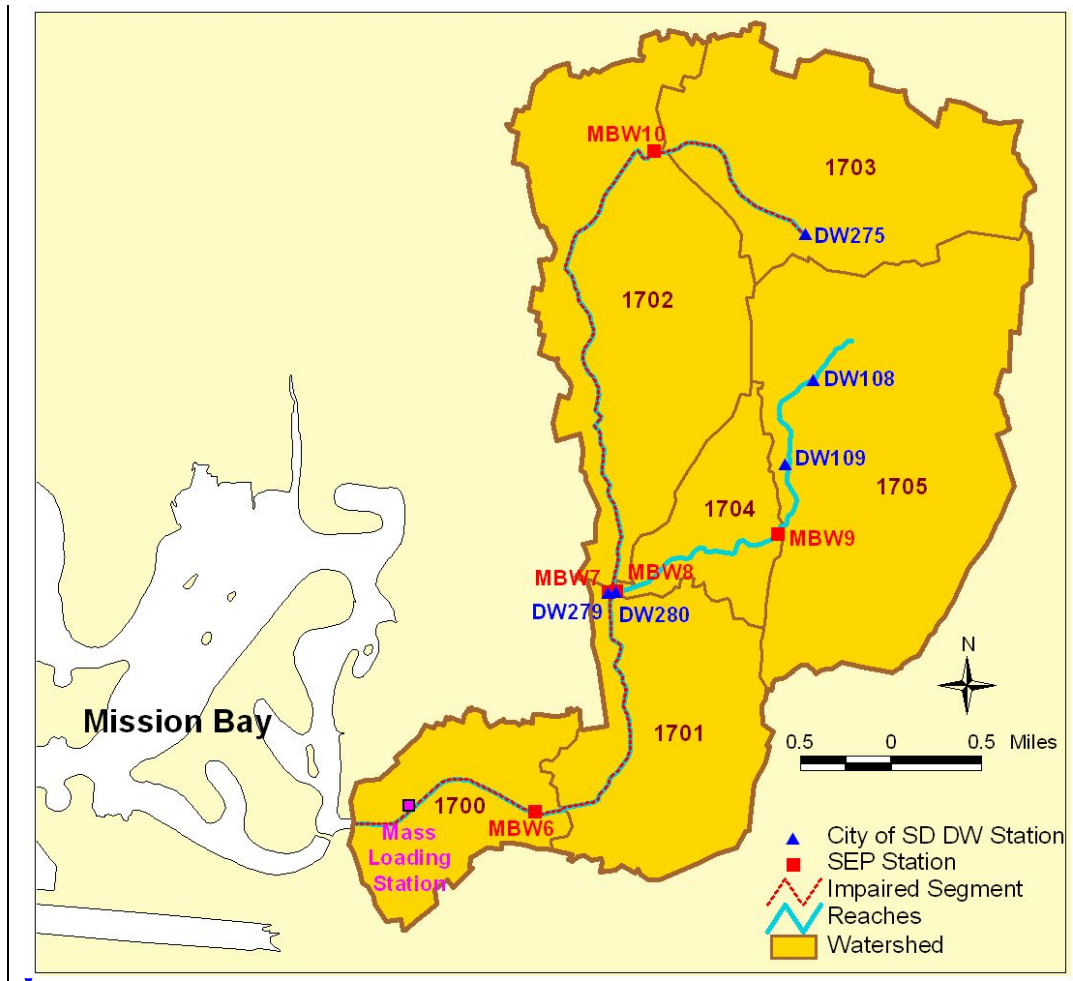 MBW10
1703
DW275
1702
DW108
DW109
1705
1704
MBW9
MBW7
MBW8
DW279
DW280
N
Mission Bay
1701
0.5 0 0.5 Miles
1700
MBW6
Mass
Loading
Station
City of SD DW Station
SEP Station
Impaired Segment
Reaches
Watershed